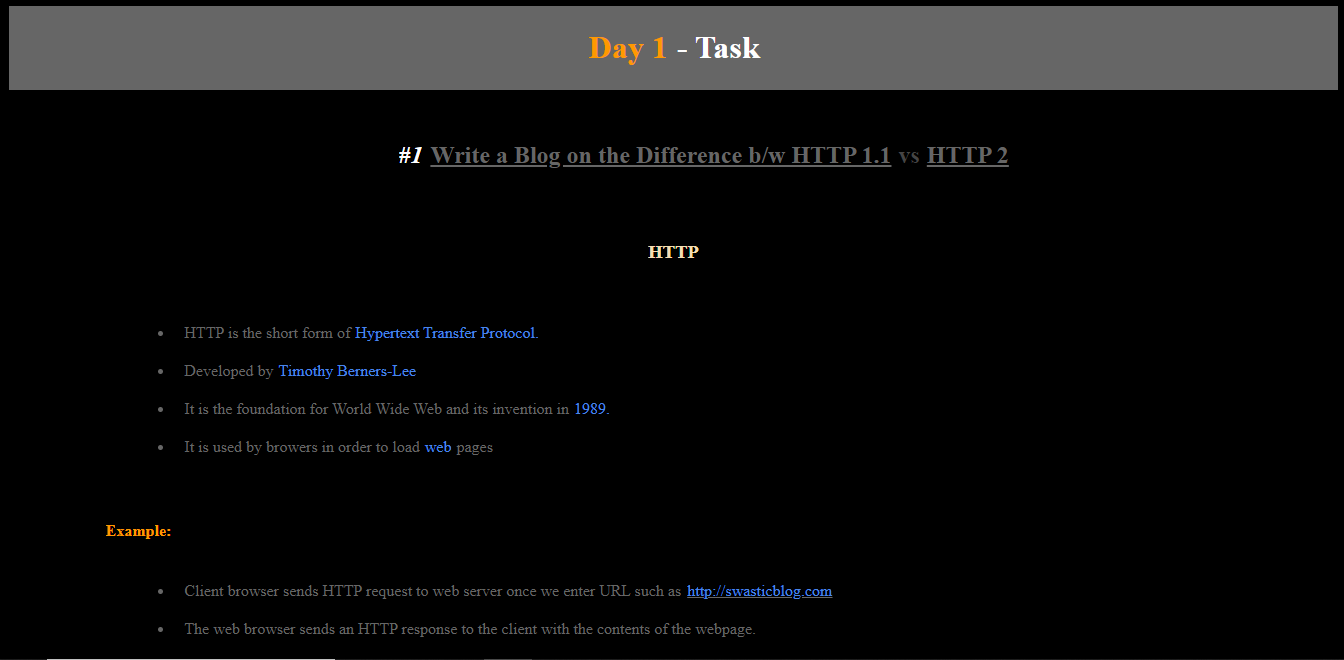 Day 1 - Task
#1 Write a Blog on the Difference b/w HTTP 1.1 vs HTTP 2
HTTP
• HTTP is the short form of Hypertext Transfer Protocol.
• Developed by Timothy Berners-Lee
• It is the foundation for World Wide Web and its invention in 1989.
• It is used by browers in order to load web pages
Example:
• Client browser sends HTTP request to web server once we enter URL such as http://swasticblog.com
• The web browser sends an HTTP response to the client with the contents of the webpage.